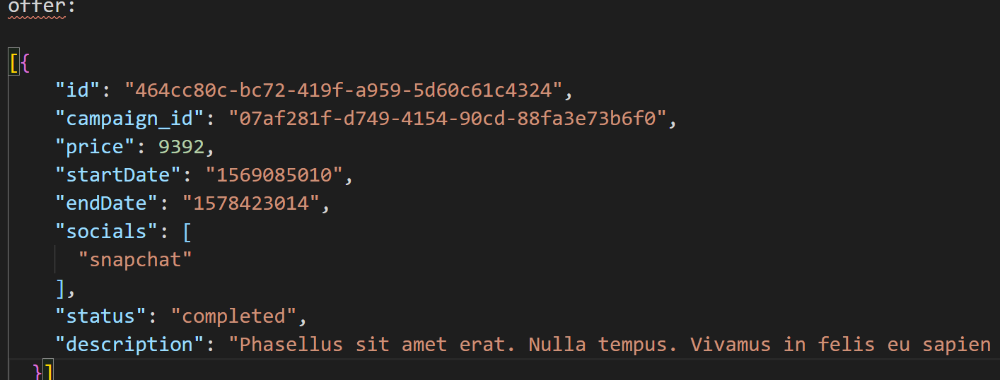 offer:
[{
"id": "464cc80c-bc72-419f-a959-5d60c61c4324",
"campaign_id": "07af281f-d749-4154-90cd-88fa3e73b6f0",
"price": 9392,
"startDate": "1569085010",
"endDate": "1578423014",
"socials": [
"snapchat"
],
"status": "completed",
"description": "Phasellus sit amet erat. Nulla tempus. Vivamus in felis eu sapien
}]